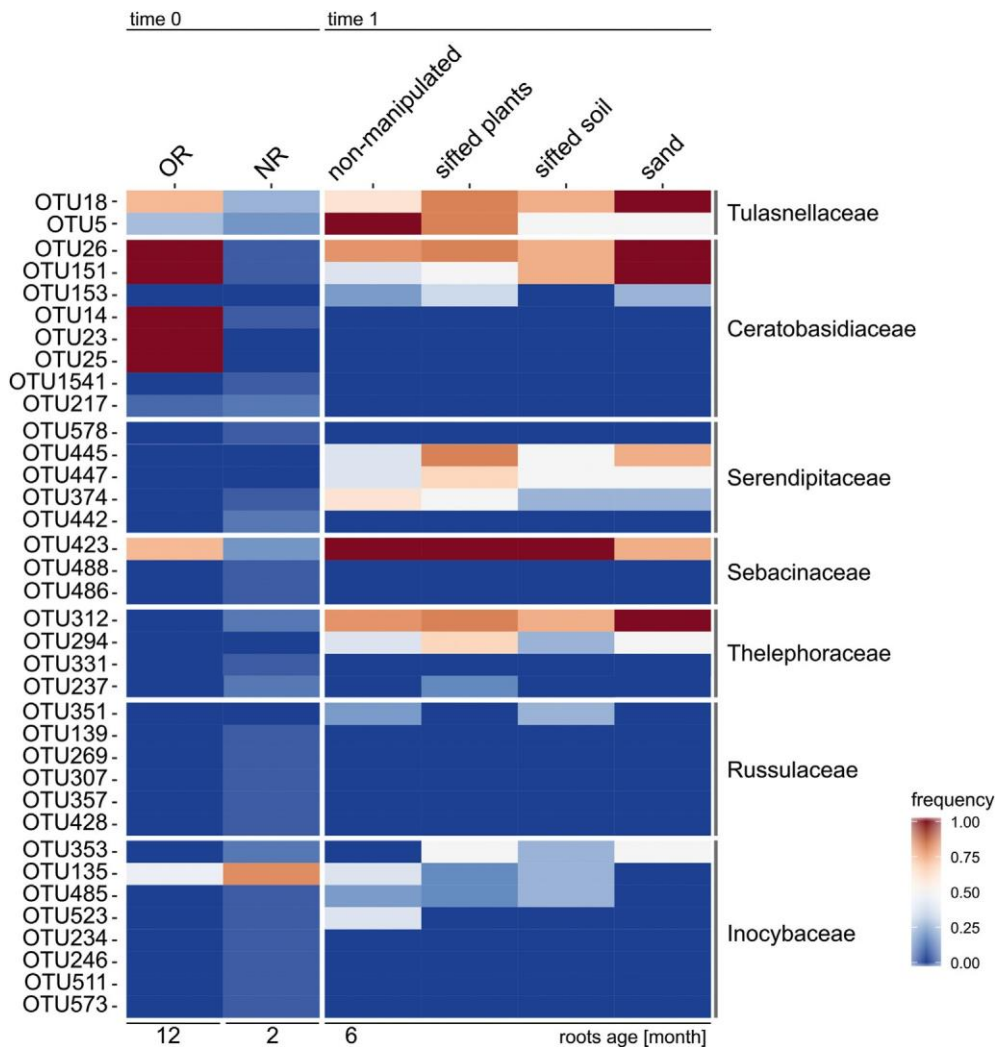 time 0
time 1
OR
NR
non-manipulated
sifted plants
sifted soil
sand
OTU18 -
OTU5 -
Tulasnellaceae
OTU26 -
OTU151 -
OTU153 -
OTU14 -
OTU23 -
OTU25 -
OTU1541 -
OTU217 -
Ceratobasidiaceae
OTU578 -
OTU445 -
OTU447 -
OTU374 -
OTU442 -
Serendipitaceae
OTU423 -
OTU488 -
OTU486 -
Sebacinaceae
OTU312 -
OTU294 -
OTU331 -
OTU237 -
Thelephoraceae
OTU351 -
OTU139 -
OTU269 -
OTU307 -
OTU357 -
OTU428 -
Russulaceae
OTU353 -
OTU135 -
OTU485 -
OTU523 -
OTU234 -
OTU246 -
OTU511 -
OTU573 -
Inocybaceae
frequency
1.00
0.75
0.50
0.25
0.00
12
2
6
roots age [month]